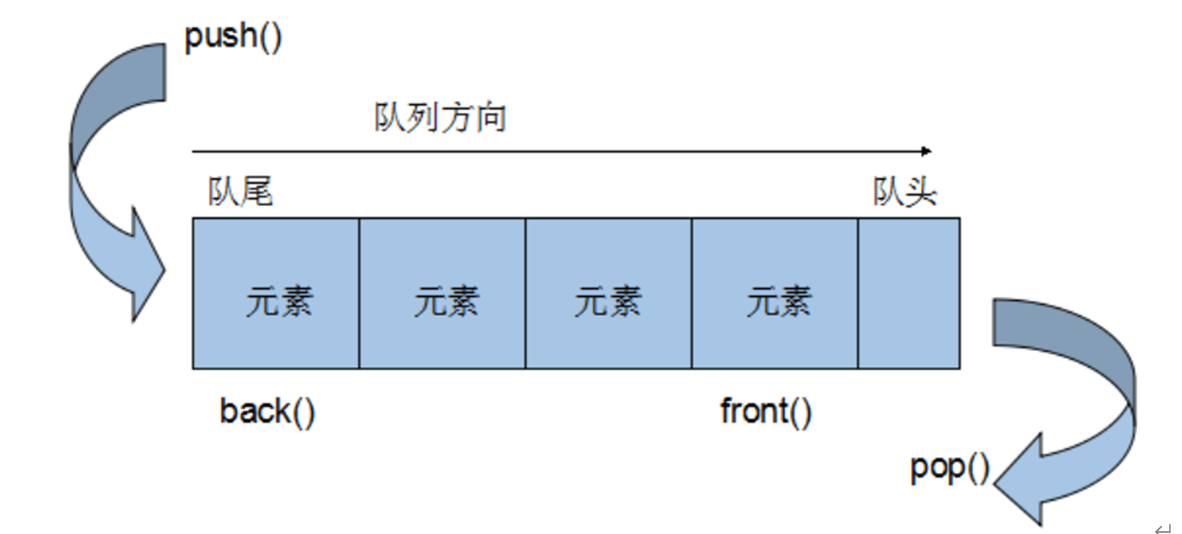 push()
队列方向
队尾 队头
元素 元素 元素 元素
back() front()
pop()